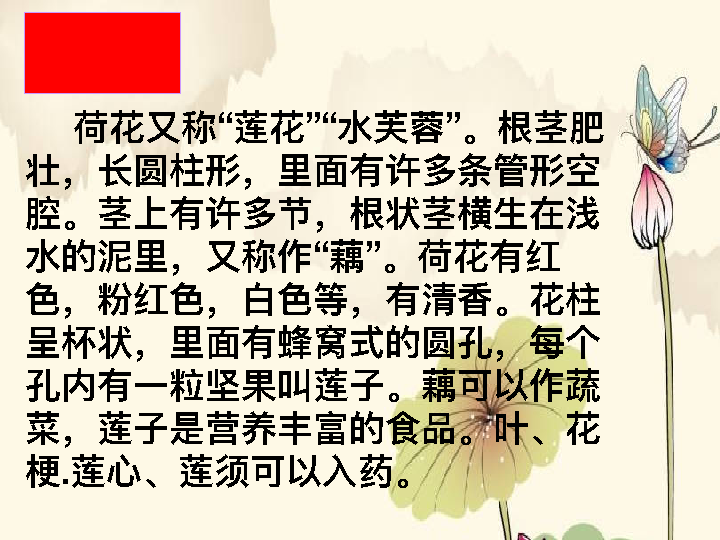 荷花又称“莲花”“水芙蓉”。根茎肥
壮，长圆柱形，里面有许多条管形空
腔。茎上有许多节，根状茎横生在浅
水的泥里，又称作“藕”。荷花有红
色，粉红色，白色等，有清香。花柱
呈杯状，里面有蜂窝式的圆孔，每个
孔内有一粒坚果叫莲子。藕可以作蔬
菜，莲子是营养丰富的食品。叶、花
梗.莲心、莲须可以入药。